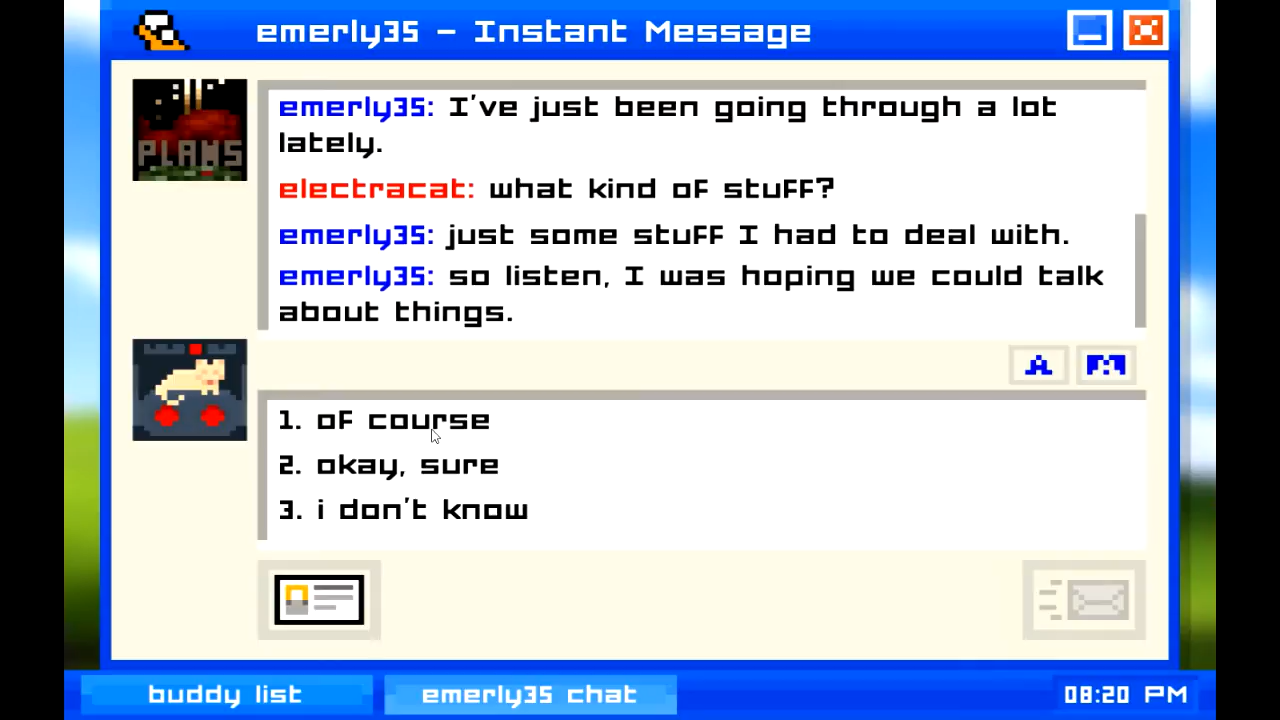 emerly35 - Instant Message
emerly35: I've just been going through a lot
lately.
electracat: what kind of stuff?
emerly35: just some stuff I had to deal with.
emerly35: so listen, I was hoping we could talk
about things.
PLANS
A
1. of course
2. okay, sure
3. i don't know
buddy list
emerly35 chat
08:20 PM